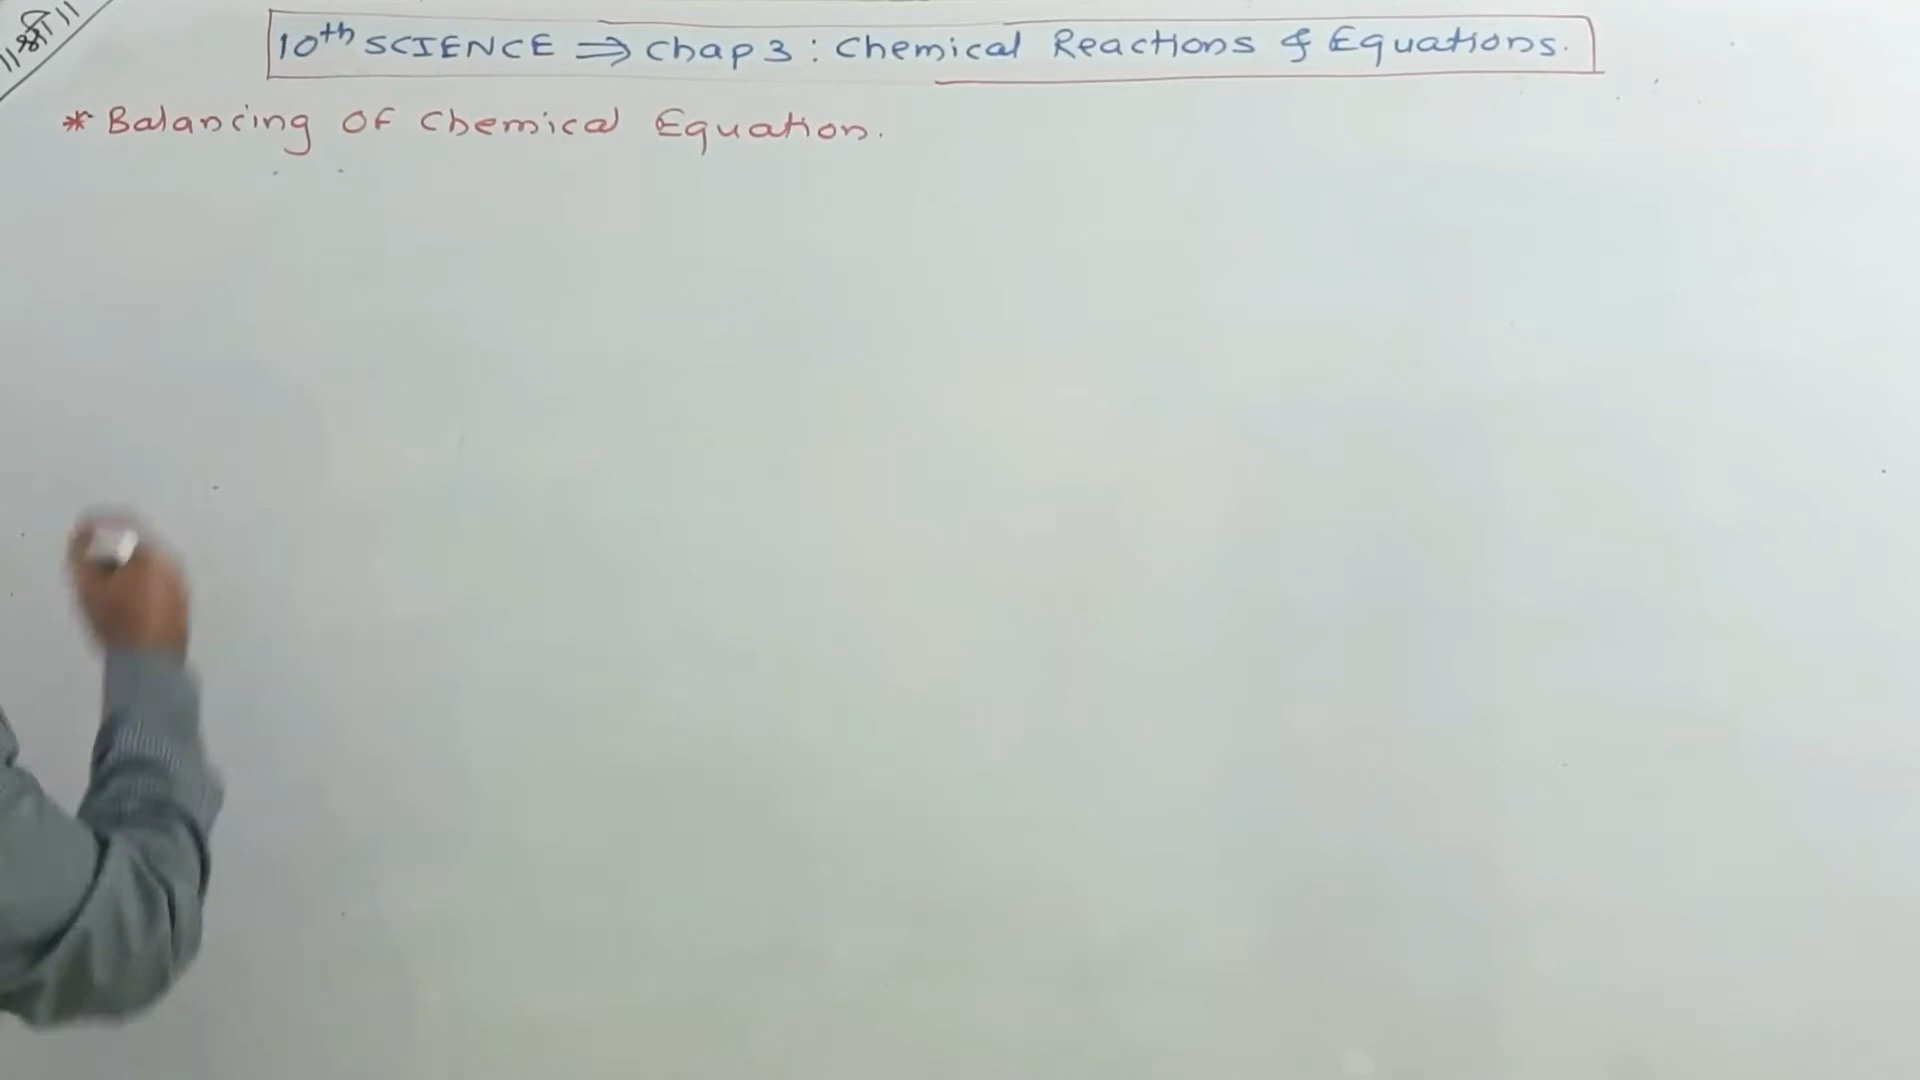 ॥श्री॥
10th SCIENCE ⇒ Chap 3 : Chemical Reactions & Equations.
* Balancing OF Chemical Equation.